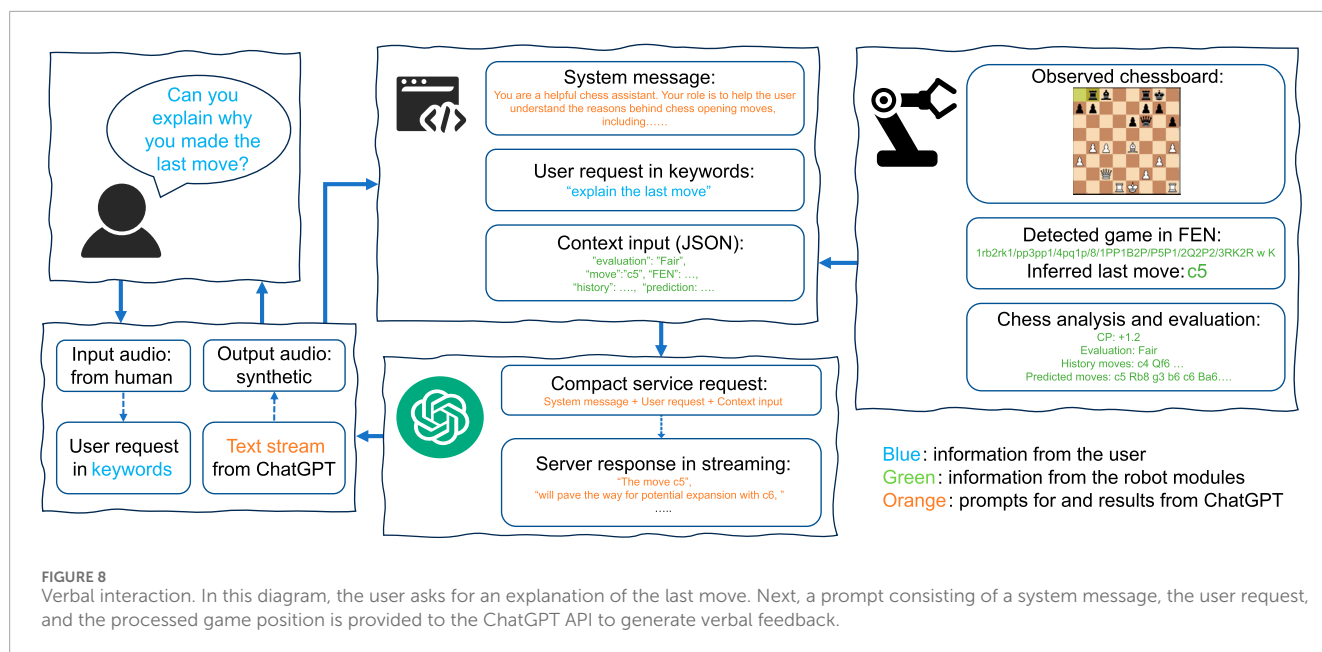 Can you
explain why
you made the
last move?
Input audio:
from human
User request
in keywords
Output audio:
synthetic
Text stream
from ChatGPT
System message:
You are a helpful chess assistant. Your role is to help the user
understand the reasons behind chess opening moves,
including……
User request in keywords:
“explain the last move”
Context input (JSON):
"evaluation": "Fair",
“move":"c5”, “FEN”: …,
“history”: …., “prediction: ….
Compact service request:
System message + User request + Context input
Server response in streaming:
“The move c5”,
“will pave the way for potential expansion with c6, ”
…..
Observed chessboard:
Detected game in FEN:
1rb2rk1/pp3pp1/4pq1p/8/1PP1B2P/P5P1/2Q2P2/3RK2R w K
Inferred last move: c5
Chess analysis and evaluation:
CP: +1.2
Evaluation: Fair
History moves: c4 Qf6 …
Predicted moves: c5 Rb8 g3 b6 c6 Ba6….
Blue: information from the user
Green: information from the robot modules
Orange: prompts for and results from ChatGPT
FIGURE 8
Verbal interaction. In this diagram, the user asks for an explanation of the last move. Next, a prompt consisting of a system message, the user request,
and the processed game position is provided to the ChatGPT API to generate verbal feedback.